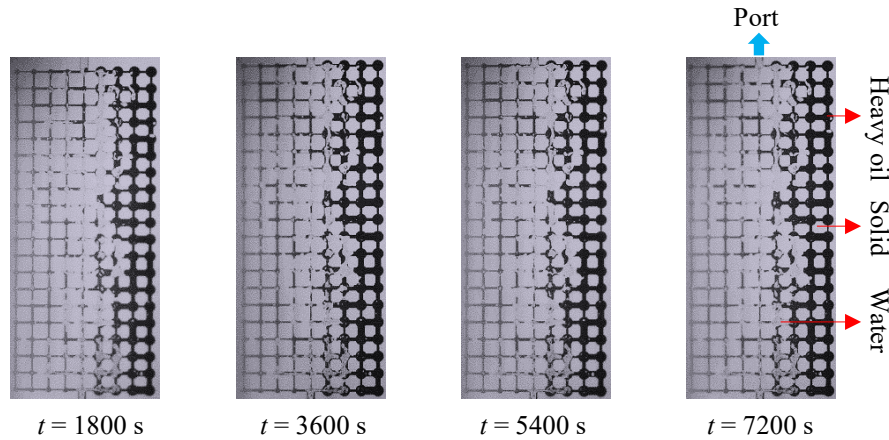 Port
Heavy oil
Solid
Water
t = 1800 s
t = 3600 s
t = 5400 s
t = 7200 s